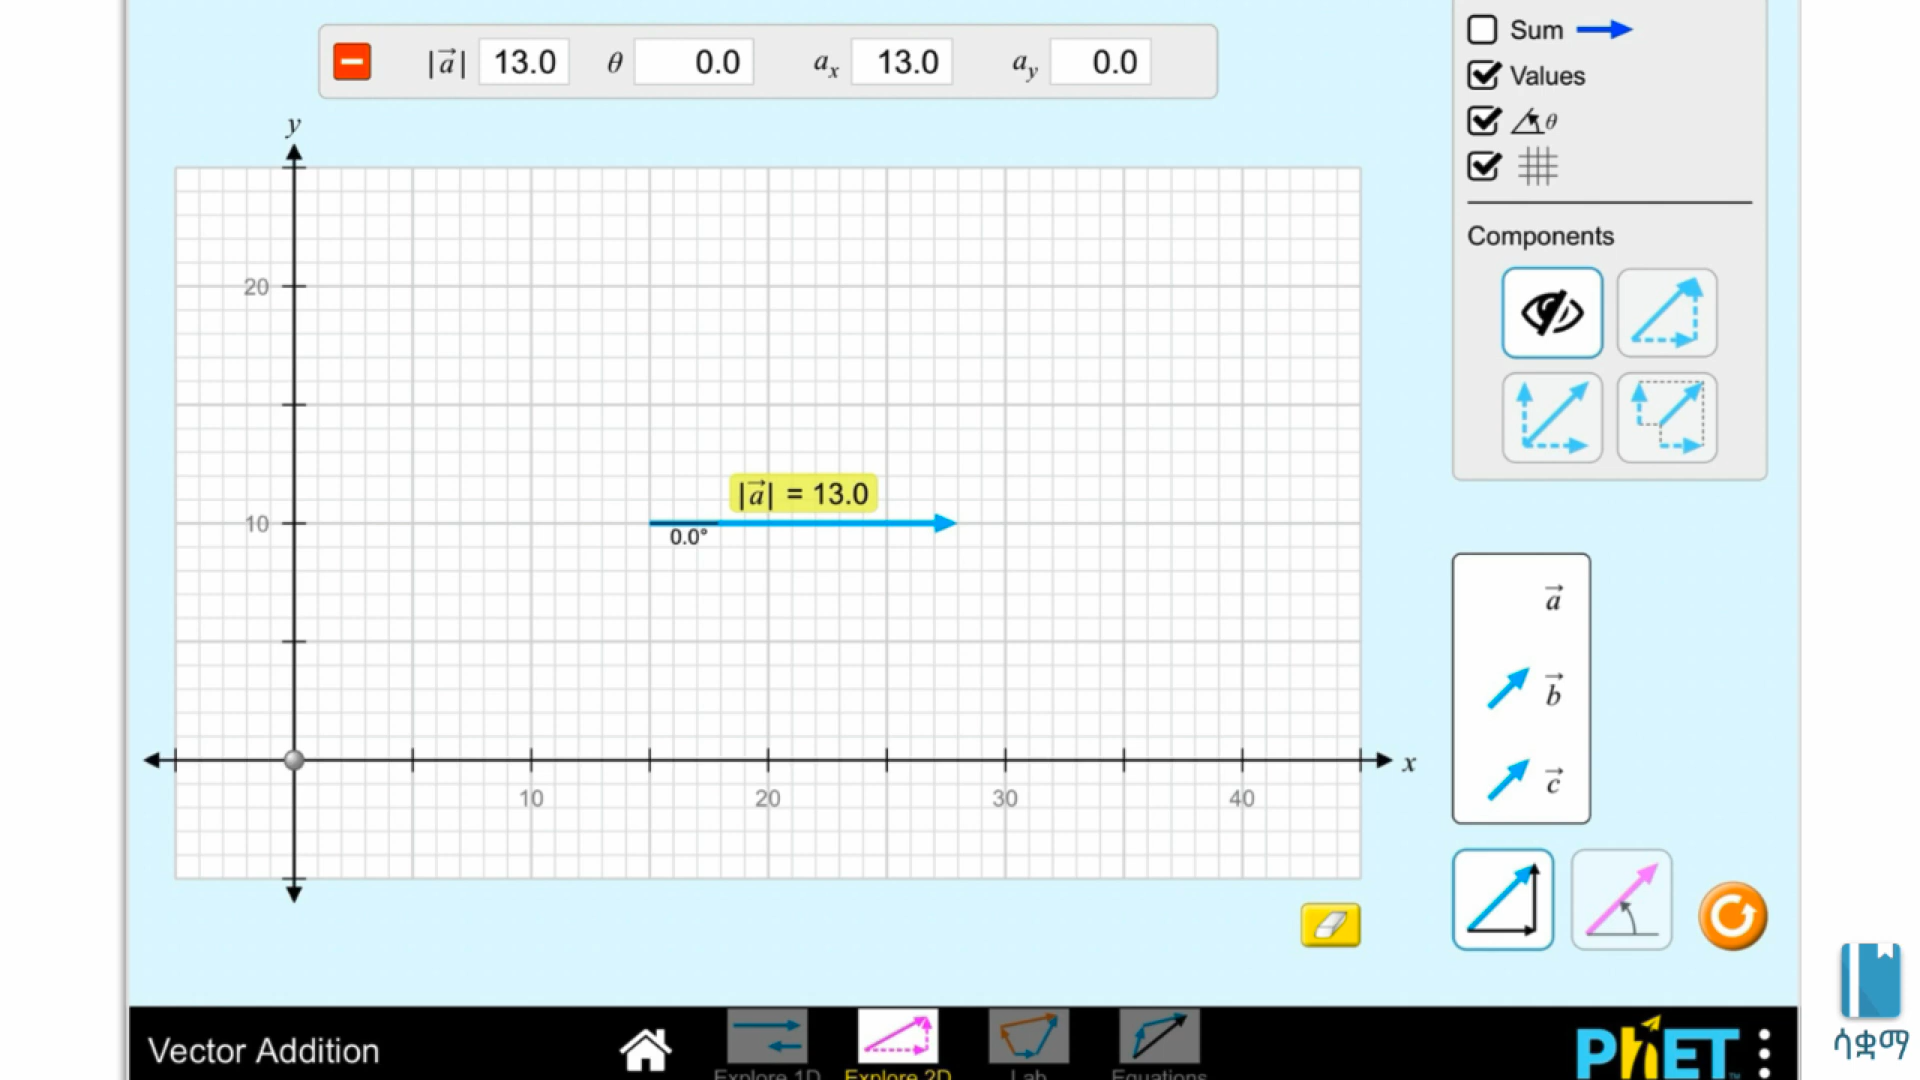 Sum
|a⃗| 13.0 θ 0.0 aₓ 13.0 a_y 0.0
Values
θ
y
Components
20
|a⃗| = 13.0
10
0.0°
a⃗
b⃗
x
c⃗
10 20 30 40
ሳቋማ
Vector Addition
PhET
Explore 1D Explore 2D Lab Equations